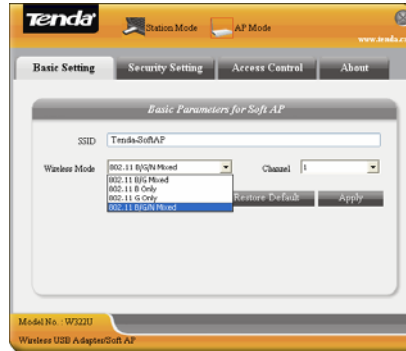 Tenda
Station Mode AP Mode
Basic Setting Security Setting Access Control About
Basic Parameters for Soft AP
SSID Tenda-SoftAP
Wireless Mode 802.11 B/G/N Mixed Channel 1
802.11 B/G Mixed
802.11 B Only
802.11 G Only
802.11 B/G/N Mixed
Restore Default Apply
Model No. : W322U
Wireless USB Adapter/Soft AP